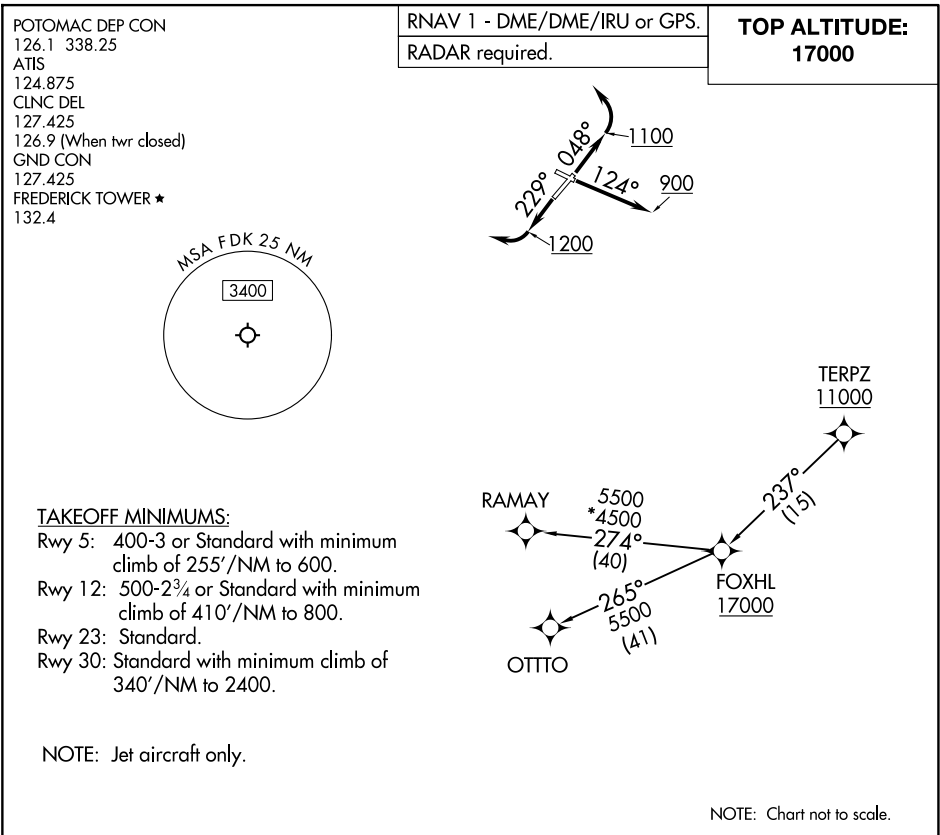 POTOMAC DEP CON
126.1 338.25
ATIS
124.875
CLNC DEL
127.425
126.9 (When twr closed)
GND CON
127.425
FREDERICK TOWER ★
132.4
RNAV 1 - DME/DME/IRU or GPS.
RADAR required.
TOP ALTITUDE:
17000
048°
1100
124°
900
229°
1200
MSA FDK 25 NM
3400
TERPZ
11000
237°
(15)
RAMAY
5500
*4500
274°
(40)
FOXHL
17000
265°
5500
(41)
OTTTO
TAKEOFF MINIMUMS:
Rwy 5: 400-3 or Standard with minimum
climb of 255'/NM to 600.
Rwy 12: 500-2¾ or Standard with minimum
climb of 410'/NM to 800.
Rwy 23: Standard.
Rwy 30: Standard with minimum climb of
340'/NM to 2400.
NOTE: Jet aircraft only.
NOTE: Chart not to scale.